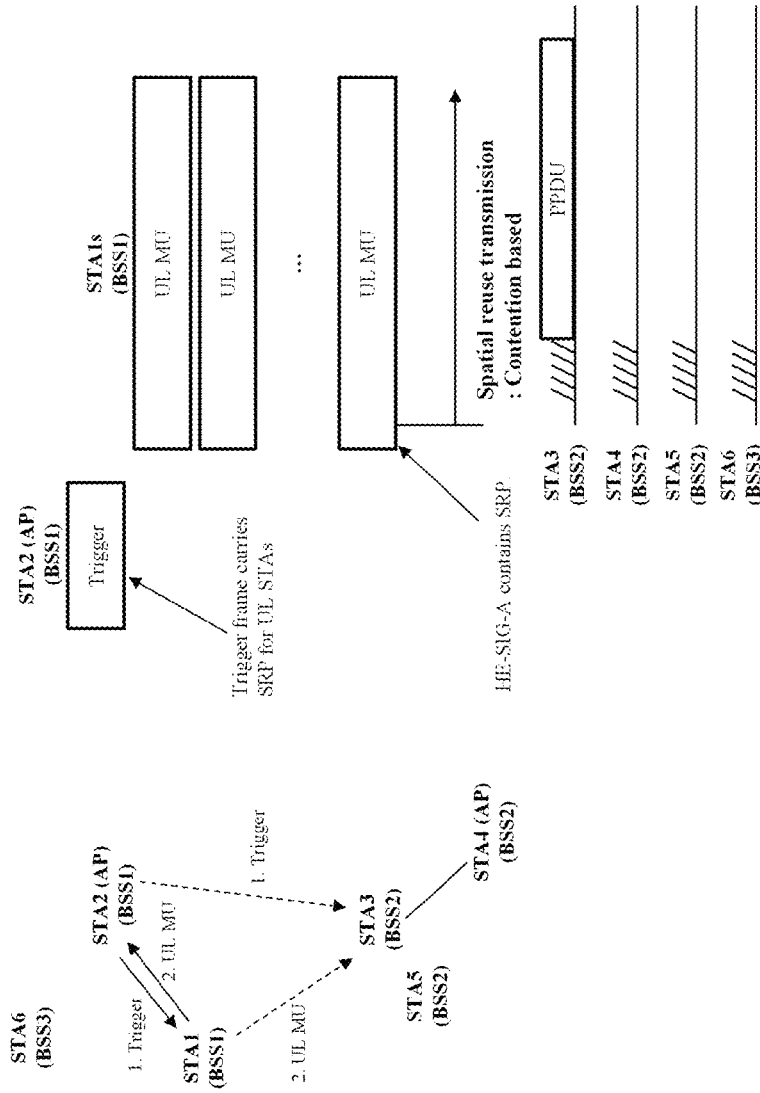 STA6
(BSS3)
1. Trigger
STA2 (AP)
(BSS1)
2. UL MU
STA1
(BSS1)
1. Trigger
2. UL MU
STA3
(BSS2)
STA5
(BSS2)
STA4 (AP)
(BSS2)
STA2 (AP)
(BSS1)
Trigger
Trigger frame carries
SRP for UL STAs
STA1s
(BSS1)
UL MU
UL MU
...
UL MU
HE-SIG-A contains SRP
Spatial reuse transmission
: Contention based
STA3
(BSS2)
PPDU
STA4
(BSS2)
STA5
(BSS2)
STA6
(BSS3)